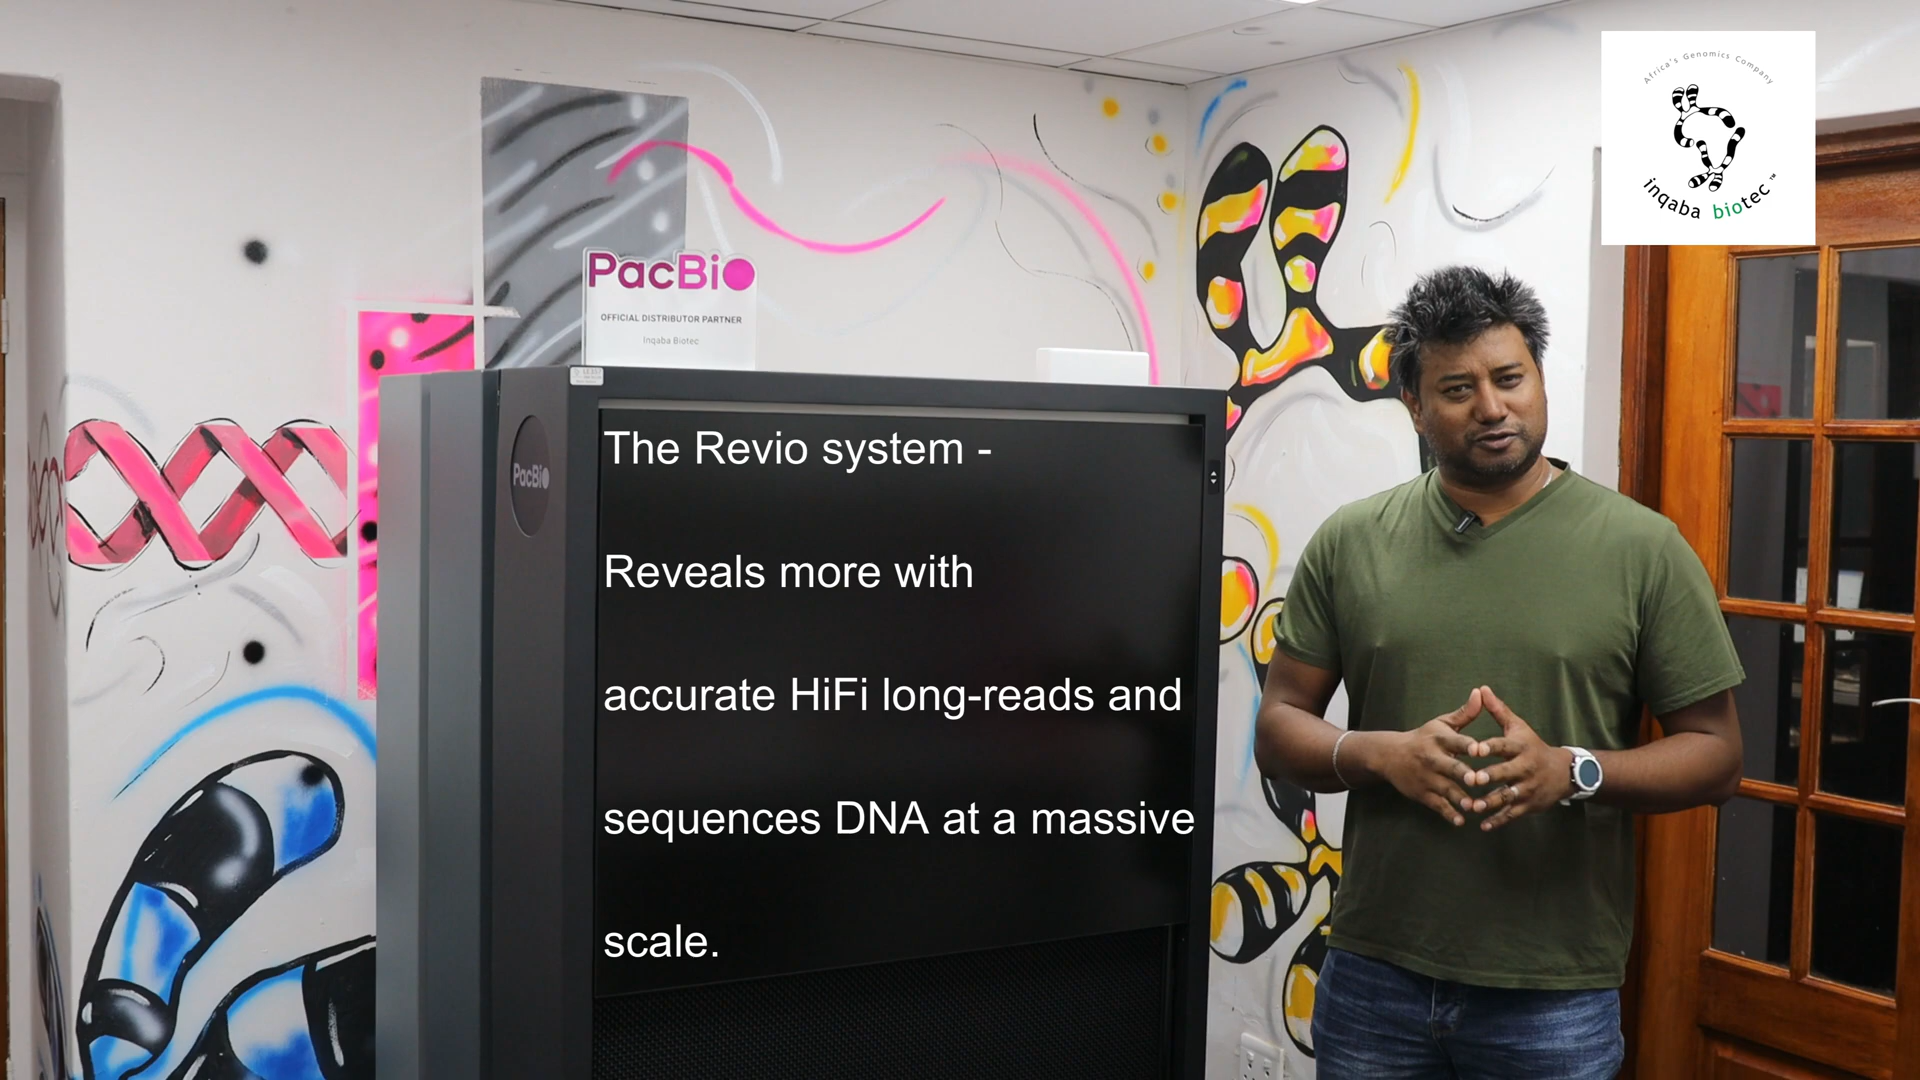 Africa's Genomics Company
inqaba biotec ™
PacBio
OFFICIAL DISTRIBUTOR PARTNER
Inqaba Biotec
PacBio
The Revio system -
Reveals more with
accurate HiFi long-reads and
sequences DNA at a massive
scale.